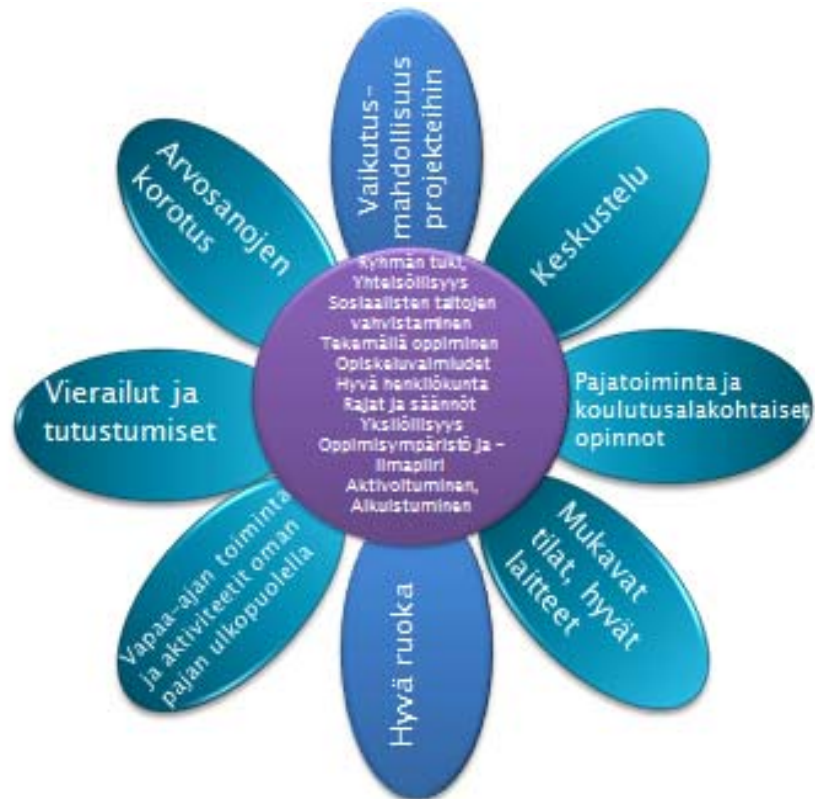 Vaikutus-
mahdollisuus
projekteihin
Keskustelu
Pajatoiminta ja
koulutusalakohtaiset
opinnot
Mukavat
tilat, hyvät
laitteet
Hyvä ruoka
Vapaa-ajan toiminta
ja aktiviteetit oman
pajan ulkopuolella
Vierailut ja
tutustumiset
Arvosanojen
korotus
Ryhmän tuki,
Yhteisöllisyys
Sosiaalisten taitojen
vahvistaminen
Tekemällä oppiminen
Opiskeluvalmiudet
Hyvä henkilökunta
Rajat ja säännöt
Yksilöllisyys
Oppimisympäristö ja -
ilmapiiri
Aktivoituminen,
Aikuistuminen